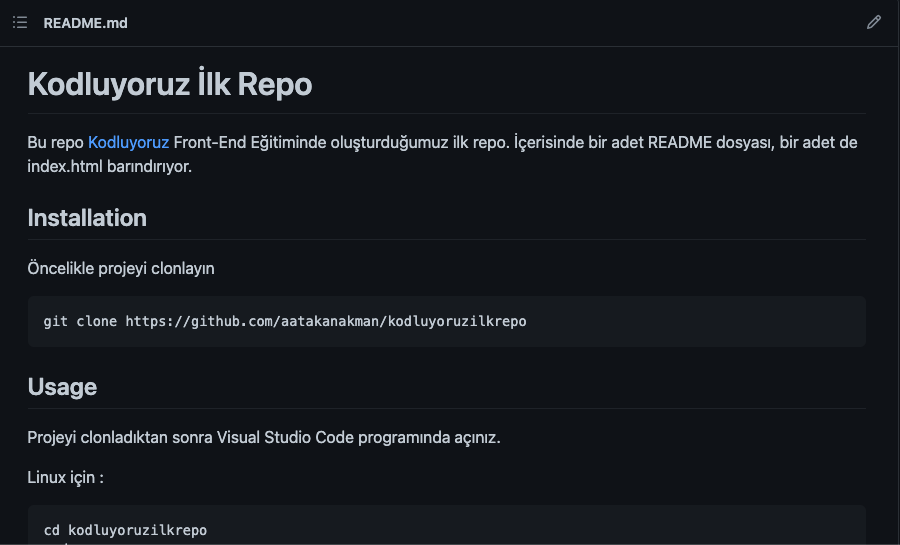 README.md
Kodluyoruz İlk Repo
Bu repo Kodluyoruz Front-End Eğitiminde oluşturduğumuz ilk repo. İçerisinde bir adet README dosyası, bir adet de
index.html barındırıyor.
Installation
Öncelikle projeyi clonlayın
git clone https://github.com/aatakanakman/kodluyoruzilkrepo
Usage
Projeyi clonladıktan sonra Visual Studio Code programında açınız.
Linux için :
cd kodluyoruzilkrepo